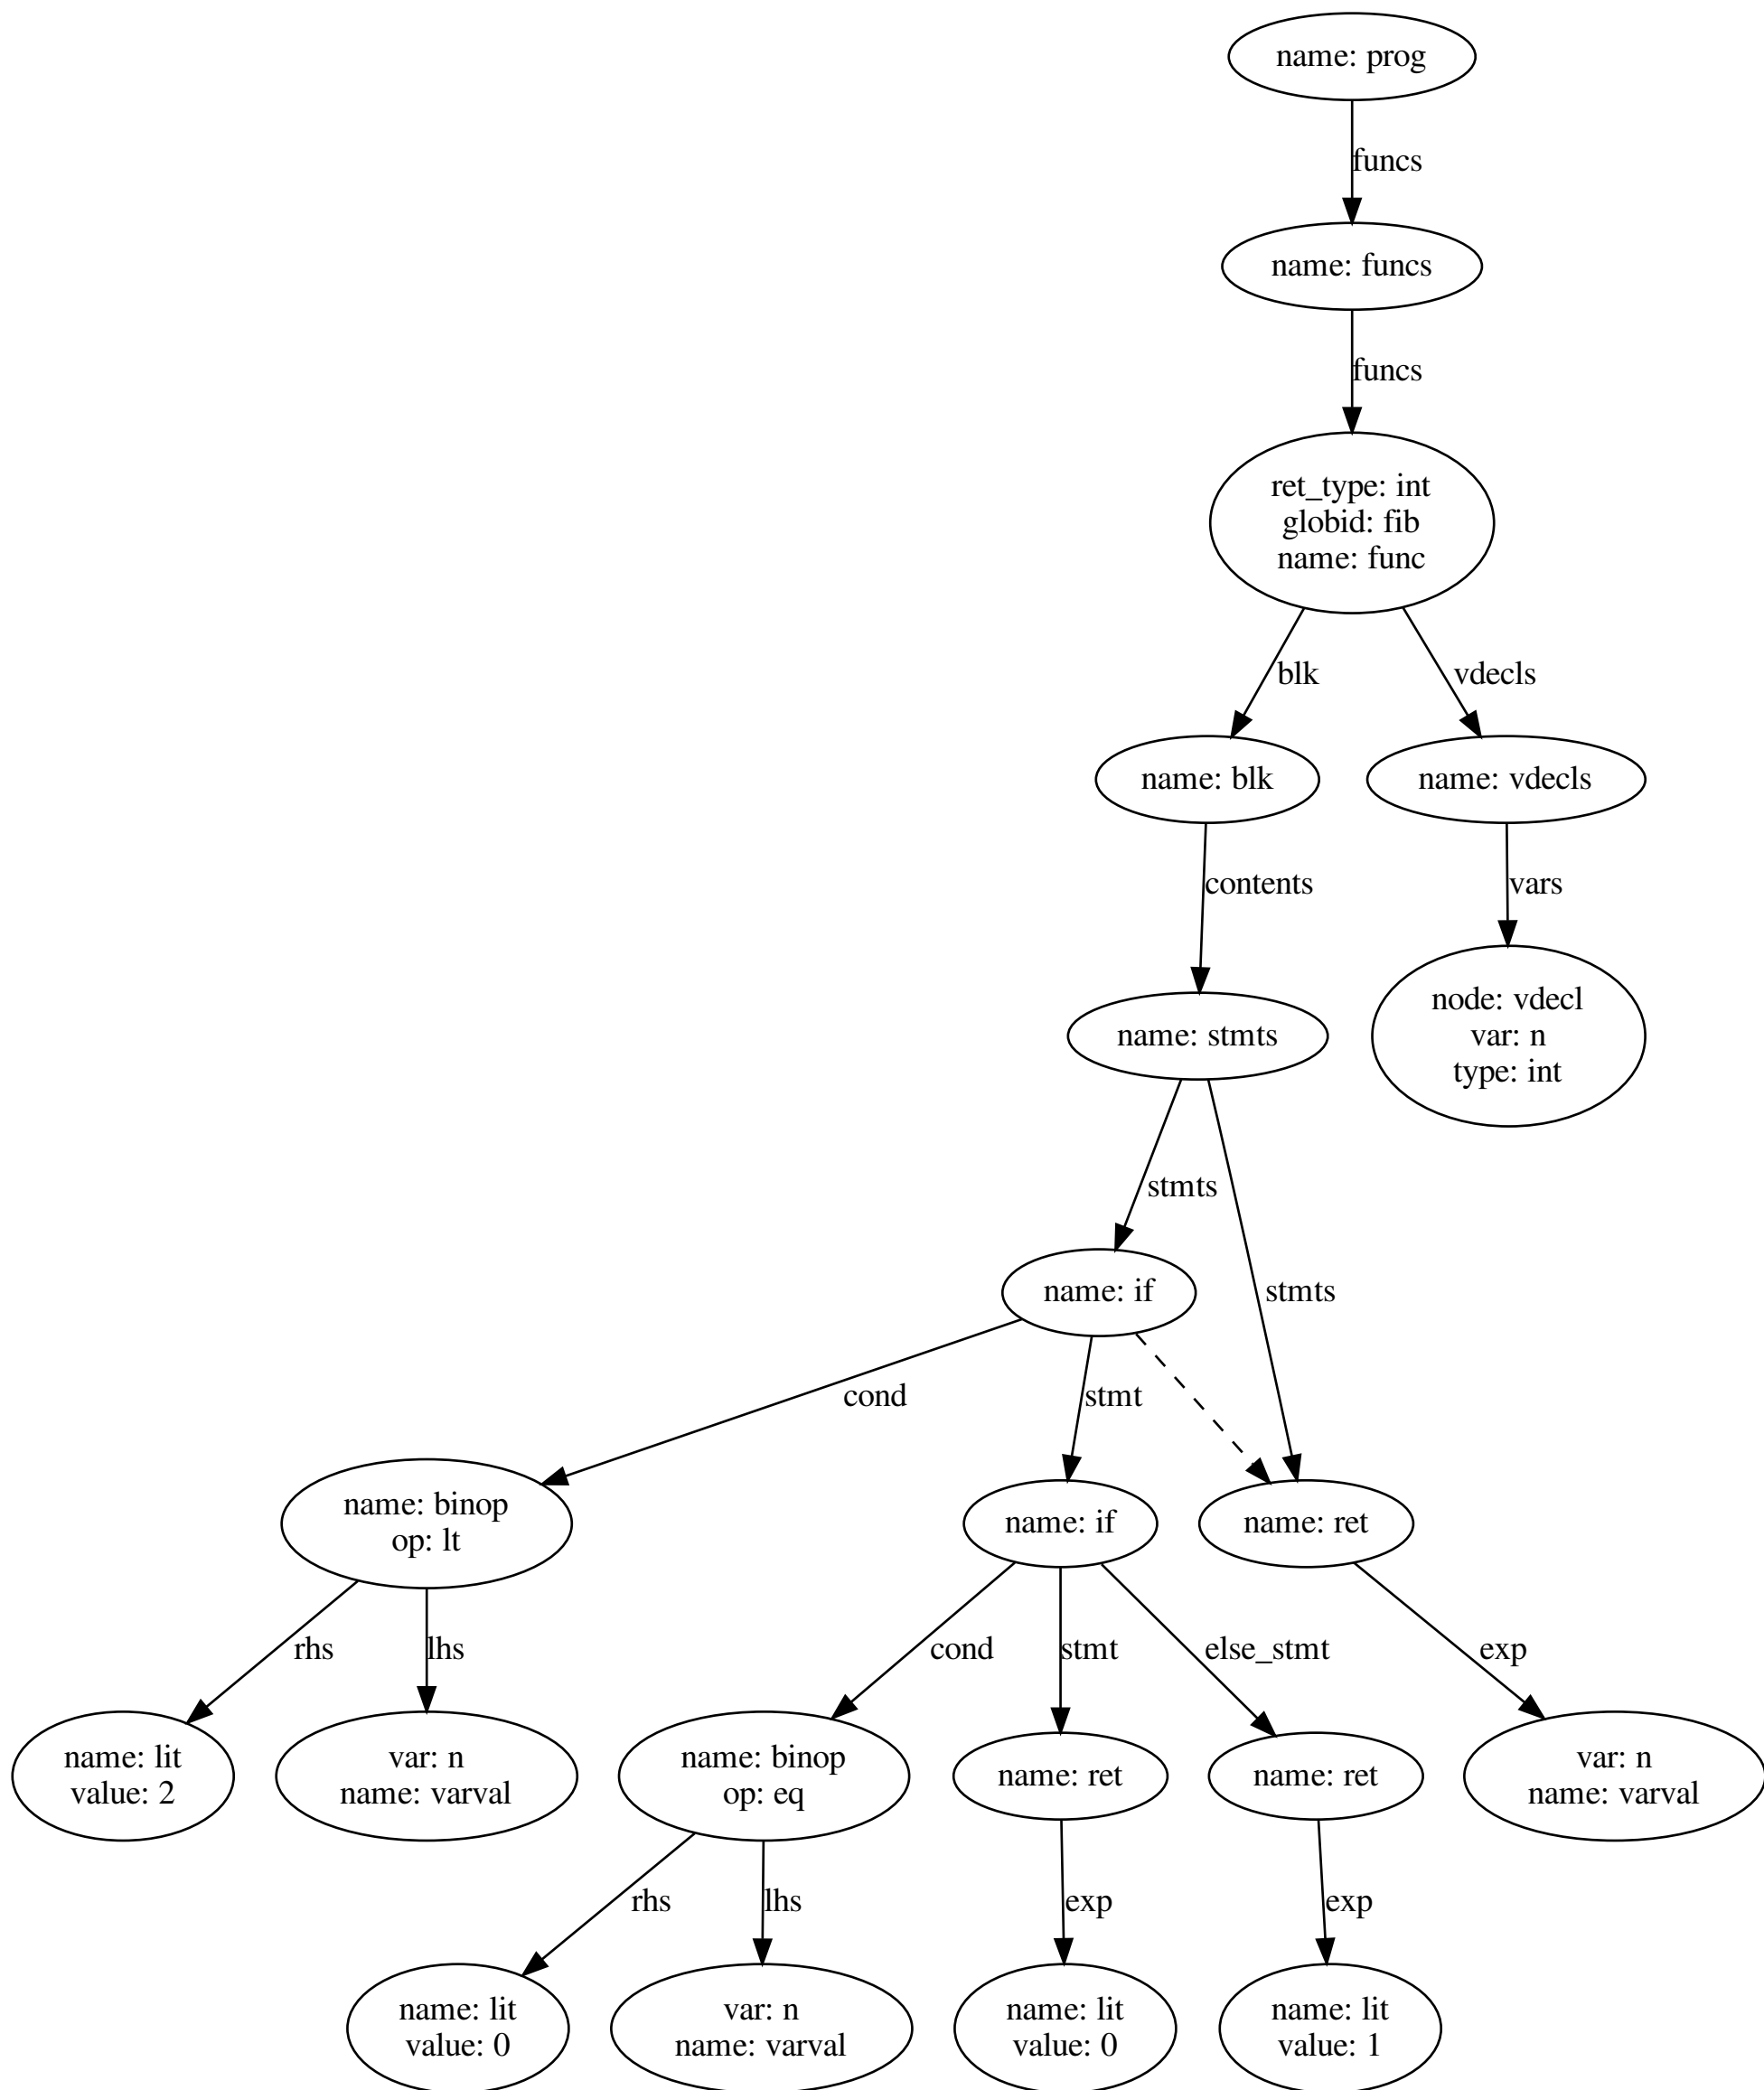 name: prog
funcs
name: funcs
funcs
ret_type: int
globid: fib
name: func
blk
vdecls
name: blk
name: vdecls
contents
vars
node: vdecl
var: n
type: int
name: stmts
stmts
name: if
stmts
cond
stmt
name: binop
op: lt
name: if
name: ret
rhs
lhs
cond
stmt
else_stmt
exp
name: lit
value: 2
var: n
name: varval
name: binop
op: eq
name: ret
name: ret
var: n
name: varval
rhs
lhs
exp
exp
name: lit
value: 0
var: n
name: varval
name: lit
value: 0
name: lit
value: 1